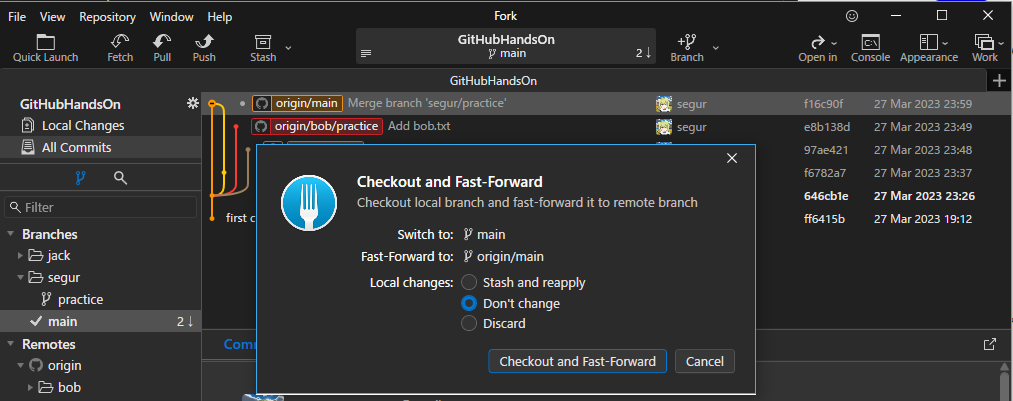 File View Repository Window Help
Fork
Quick Launch
Fetch
Pull
Push
Stash
GitHubHandsOn
main
2↓
Branch
Open in
Console
Appearance
Work
GitHubHandsOn
GitHubHandsOn
Local Changes
All Commits
Filter
Branches
jack
segur
practice
main 2↓
Remotes
origin
bob
origin/main Merge branch 'segur/practice' segur f16c90f 27 Mar 2023 23:59
origin/bob/practice Add bob.txt segur e8b138d 27 Mar 2023 23:49
97ae421 27 Mar 2023 23:48
f6782a7 27 Mar 2023 23:37
646cb1e 27 Mar 2023 23:26
first c ff6415b 27 Mar 2023 19:12
Checkout and Fast-Forward
Checkout local branch and fast-forward it to remote branch
Switch to: main
Fast-Forward to: origin/main
Local changes: Stash and reapply
Don't change
Discard
Checkout and Fast-Forward Cancel